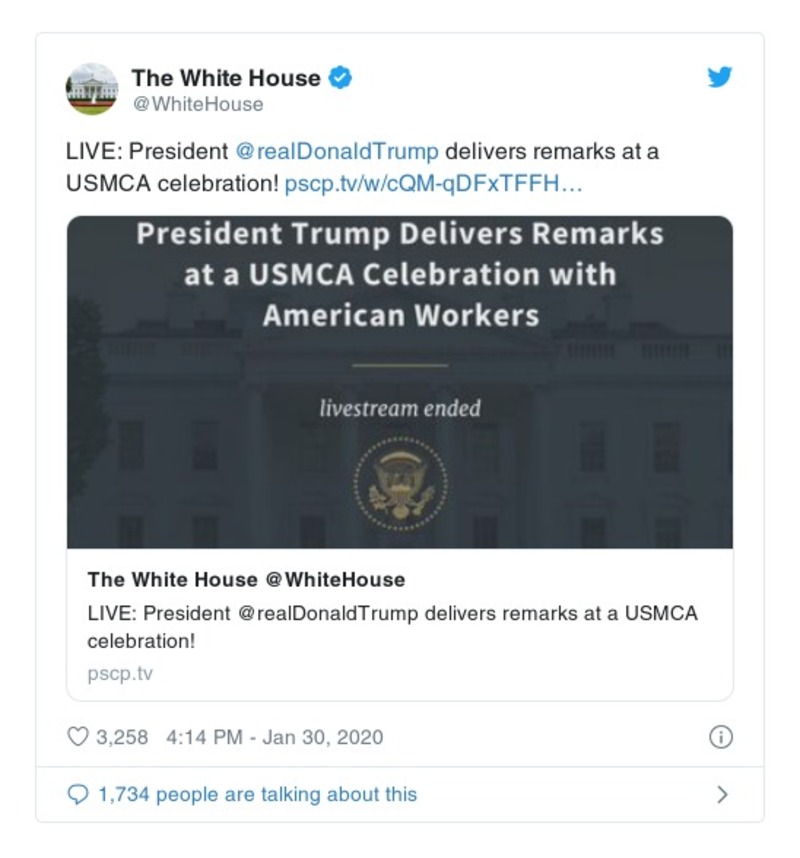 The White House
@WhiteHouse
LIVE: President @realDonaldTrump delivers remarks at a
USMCA celebration! pscp.tv/w/cQM-qDFxTFFH…
President Trump Delivers Remarks
at a USMCA Celebration with
American Workers
livestream ended
The White House @WhiteHouse
LIVE: President @realDonaldTrump delivers remarks at a USMCA
celebration!
pscp.tv
3,258 4:14 PM - Jan 30, 2020
1,734 people are talking about this